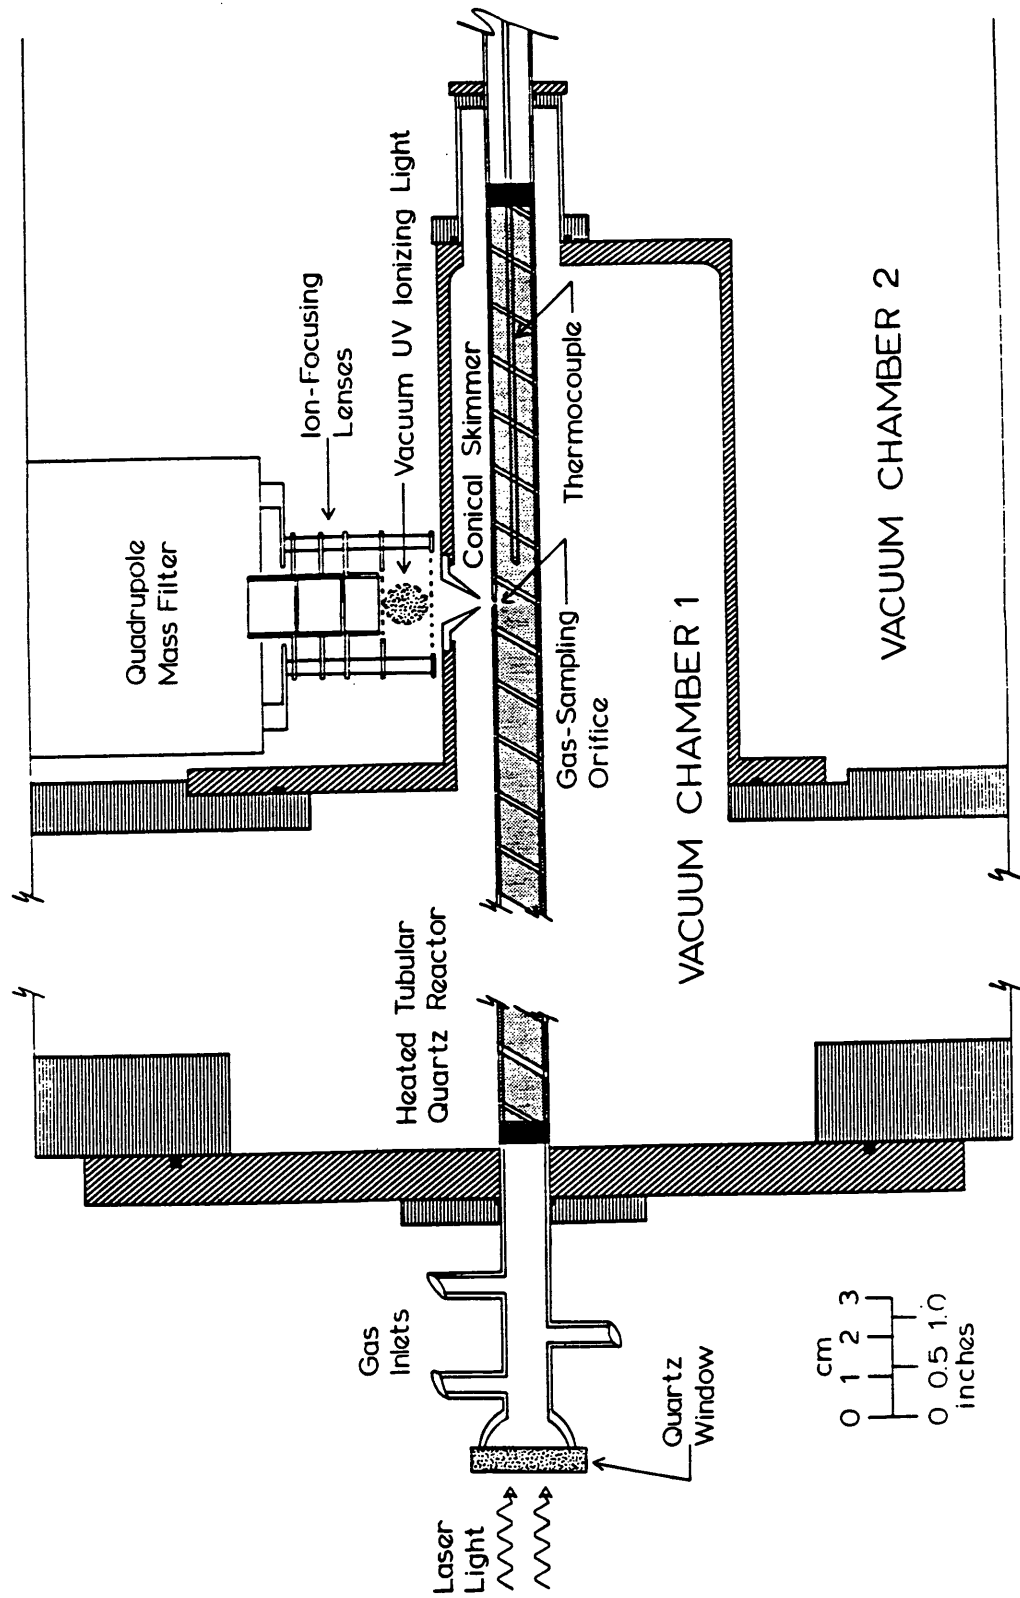 Quadrupole
Mass Filter
Ion-Focusing
Lenses
Vacuum UV Ionizing Light
Conical Skimmer
Heated Tubular
Quartz Reactor
Gas-Sampling
Orifice
Thermocouple
VACUUM CHAMBER 1
VACUUM CHAMBER 2
Gas
Inlets
Laser
Light
Quartz
Window
cm
0 1 2 3
0 0.5 1.0
inches